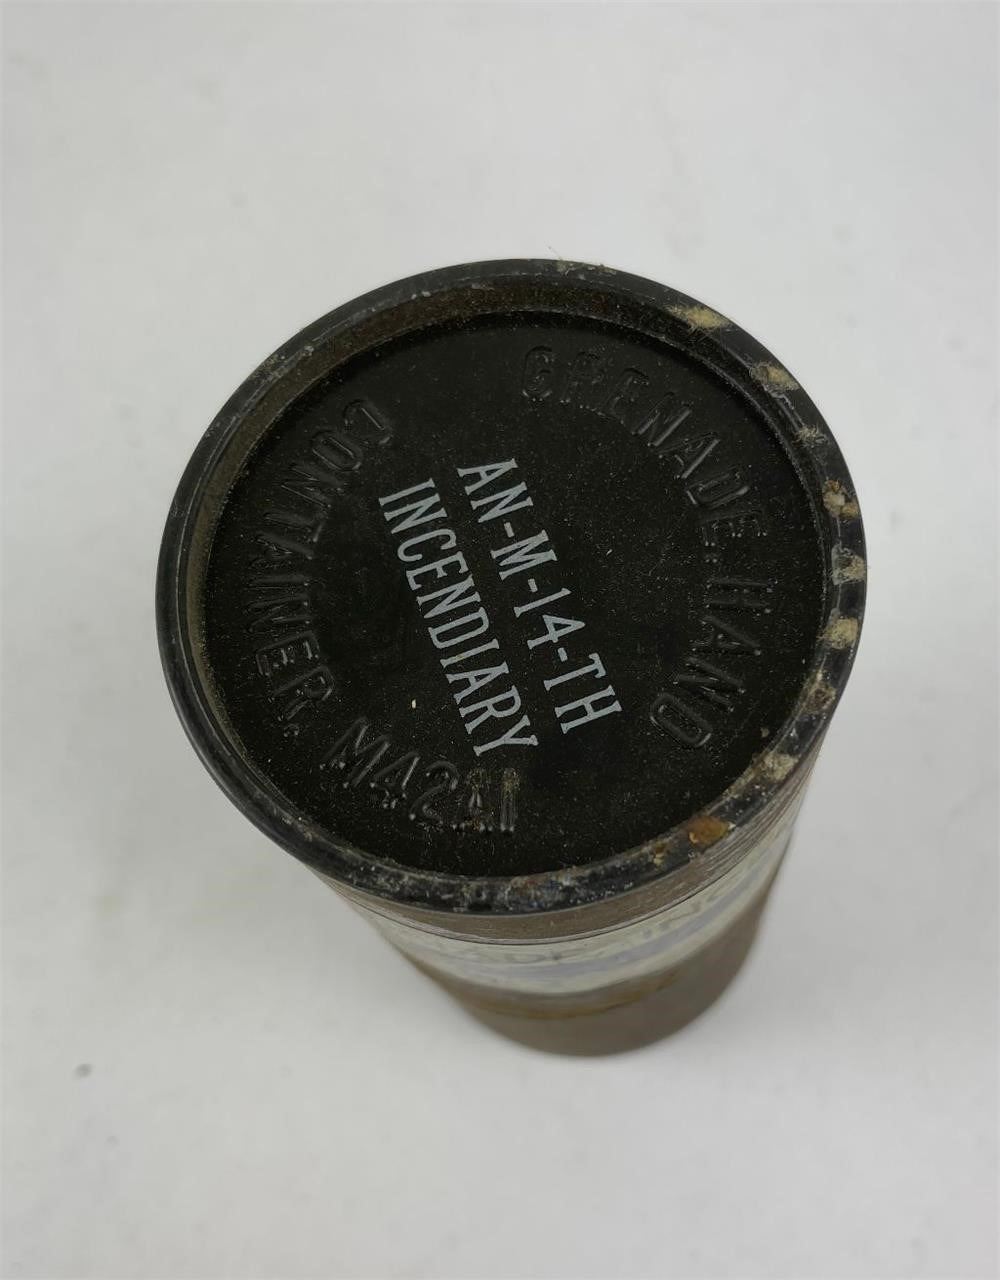 GRENADE, HAND
AN-M-14-TH
INCENDIARY
CONTAINER, M42A1